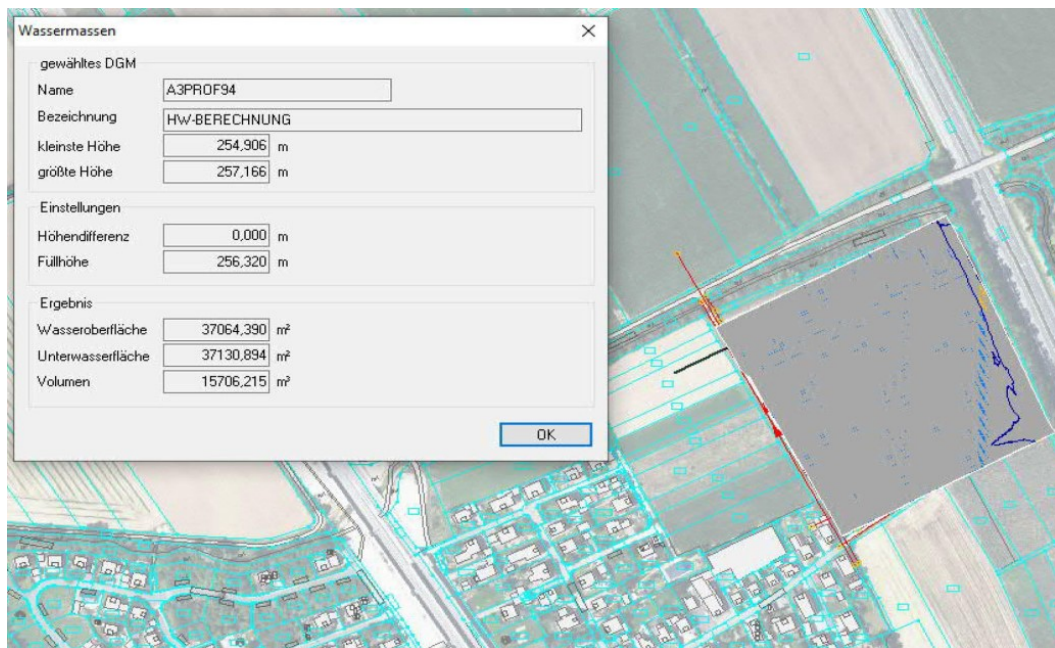 Wassermassen
gewähltes DGM
Name A3PROF94
Bezeichnung HW-BERECHNUNG
kleinste Höhe 254,906 m
größte Höhe 257,166 m
Einstellungen
Höhendifferenz 0,000 m
Füllhöhe 256,320 m
Ergebnis
Wasseroberfläche 37064,390 m²
Unterwasserfläche 37130,894 m²
Volumen 15706,215 m³
OK